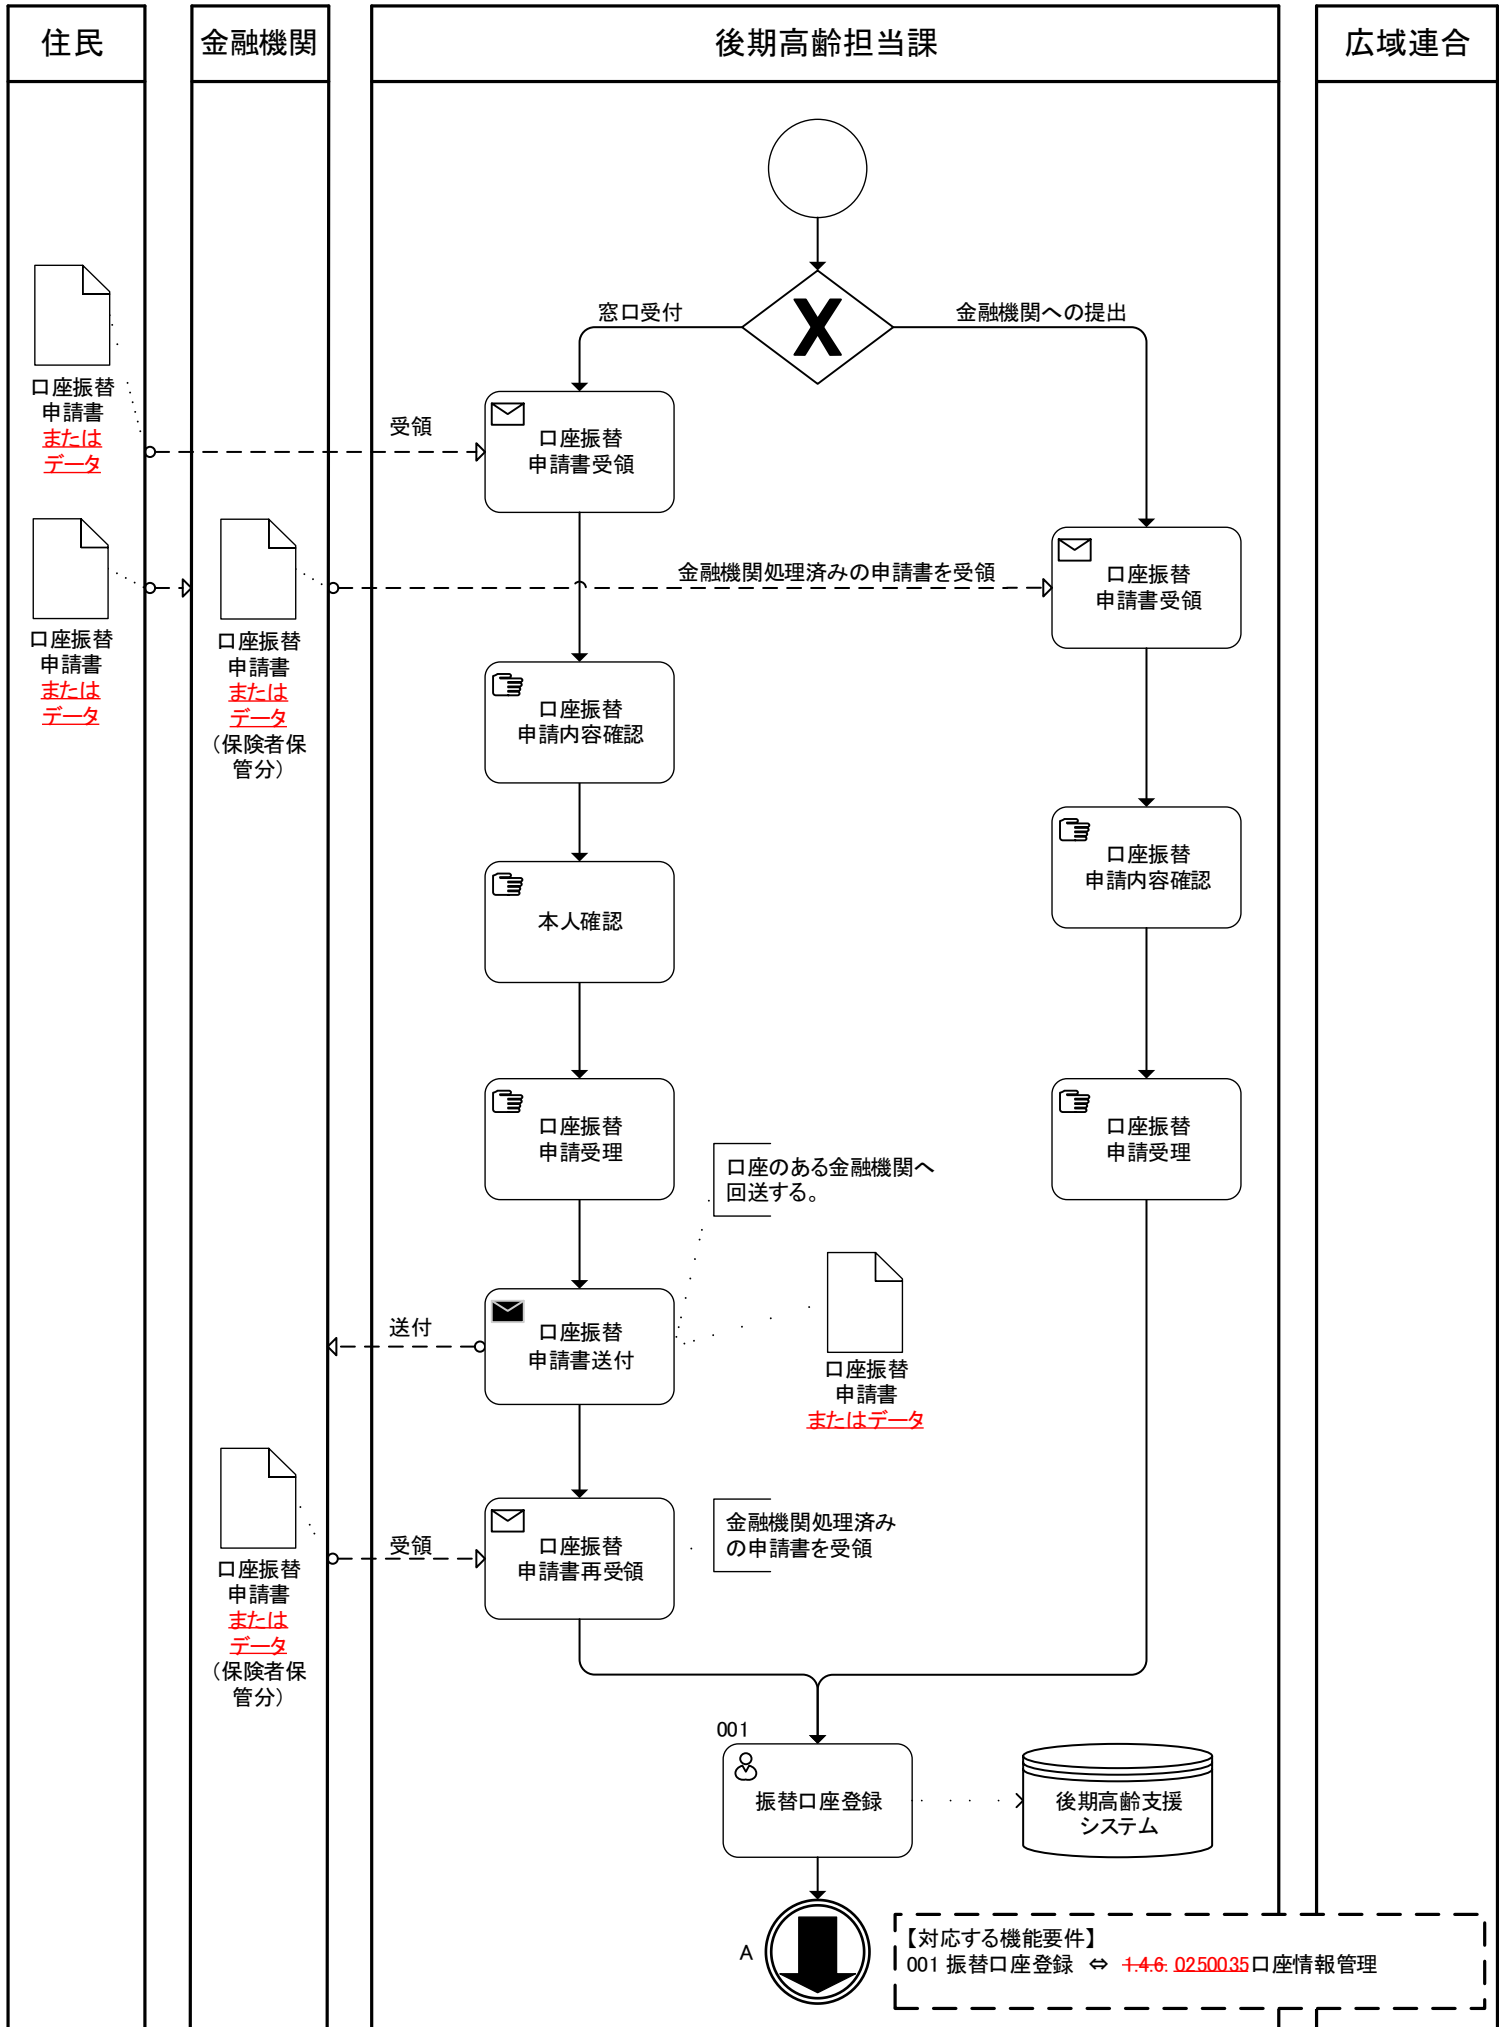 住民
金融機関
後期高齢担当課
広域連合
窓口受付
金融機関への提出
口座振替
申請書
または
データ
受領
口座振替
申請書受領
口座振替
申請書
または
データ
口座振替
申請書
または
データ
（保険者保
管分）
金融機関処理済みの申請書を受領
口座振替
申請書受領
口座振替
申請内容確認
口座振替
申請内容確認
本人確認
口座振替
申請受理
口座振替
申請受理
口座のある金融機関へ
回送する。
送付
口座振替
申請書送付
口座振替
申請書
またはデータ
口座振替
申請書
または
データ
（保険者保
管分）
受領
口座振替
申請書再受領
金融機関処理済み
の申請書を受領
001
振替口座登録
後期高齢支援
システム
A
【対応する機能要件】
001 振替口座登録 ⇔ 1.4.6. 0250035口座情報管理